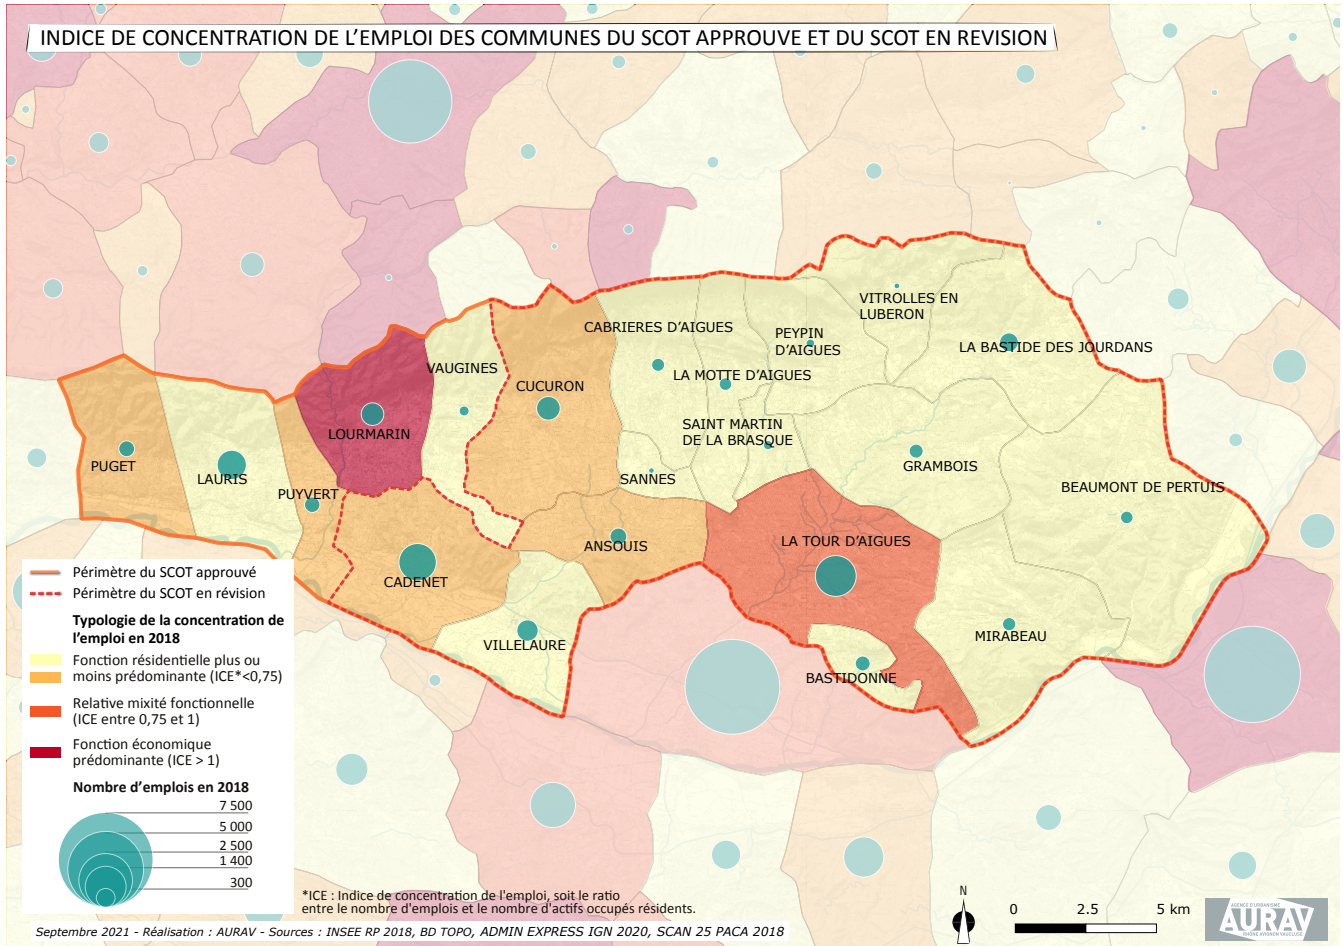 INDICE DE CONCENTRATION DE L'EMPLOI DES COMMUNES DU SCOT APPROUVE ET DU SCOT EN REVISION
VITROLLES EN
LUBERON
CABRIERES D'AIGUES
PEYPIN
D'AIGUES
LA BASTIDE DES JOURDANS
VAUGINES
CUCURON
LA MOTTE D'AIGUES
LOURMARIN
SAINT MARTIN
DE LA BRASQUE
PUGET
LAURIS
SANNES
GRAMBOIS
PUYVERT
BEAUMONT DE PERTUIS
ANSOUIS
LA TOUR D'AIGUES
CADENET
VILLELAURE
MIRABEAU
BASTIDONNE
Périmètre du SCOT approuvé
Périmètre du SCOT en révision
Typologie de la concentration de
l'emploi en 2018
Fonction résidentielle plus ou
moins prédominante (ICE*<0,75)
Relative mixité fonctionnelle
(ICE entre 0,75 et 1)
Fonction économique
prédominante (ICE > 1)
Nombre d'emplois en 2018
7 500
5 000
2 500
1 400
300
*ICE : Indice de concentration de l'emploi, soit le ratio
entre le nombre d'emplois et le nombre d'actifs occupés résidents.
Septembre 2021 - Réalisation : AURAV - Sources : INSEE RP 2018, BD TOPO, ADMIN EXPRESS IGN 2020, SCAN 25 PACA 2018
N
0 2.5 5 km
AGENCE D'URBANISME
AURAV
RHÔNE AVIGNON VAUCLUSE